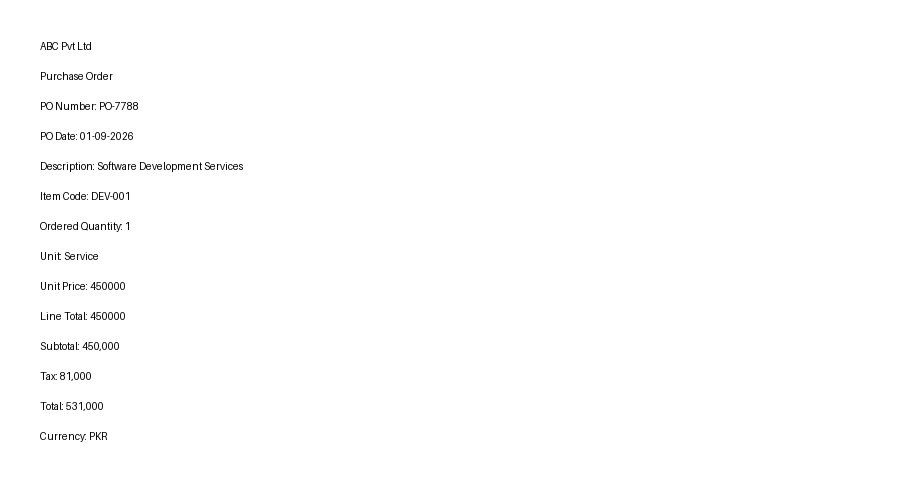 ABC Pvt Ltd
Purchase Order
PO Number: PO-7788
PO Date: 01-09-2026
Description: Software Development Services
Item Code: DEV-001
Ordered Quantity: 1
Unit: Service
Unit Price: 450000
Line Total: 450000
Subtotal: 450,000
Tax: 81,000
Total: 531,000
Currency: PKR